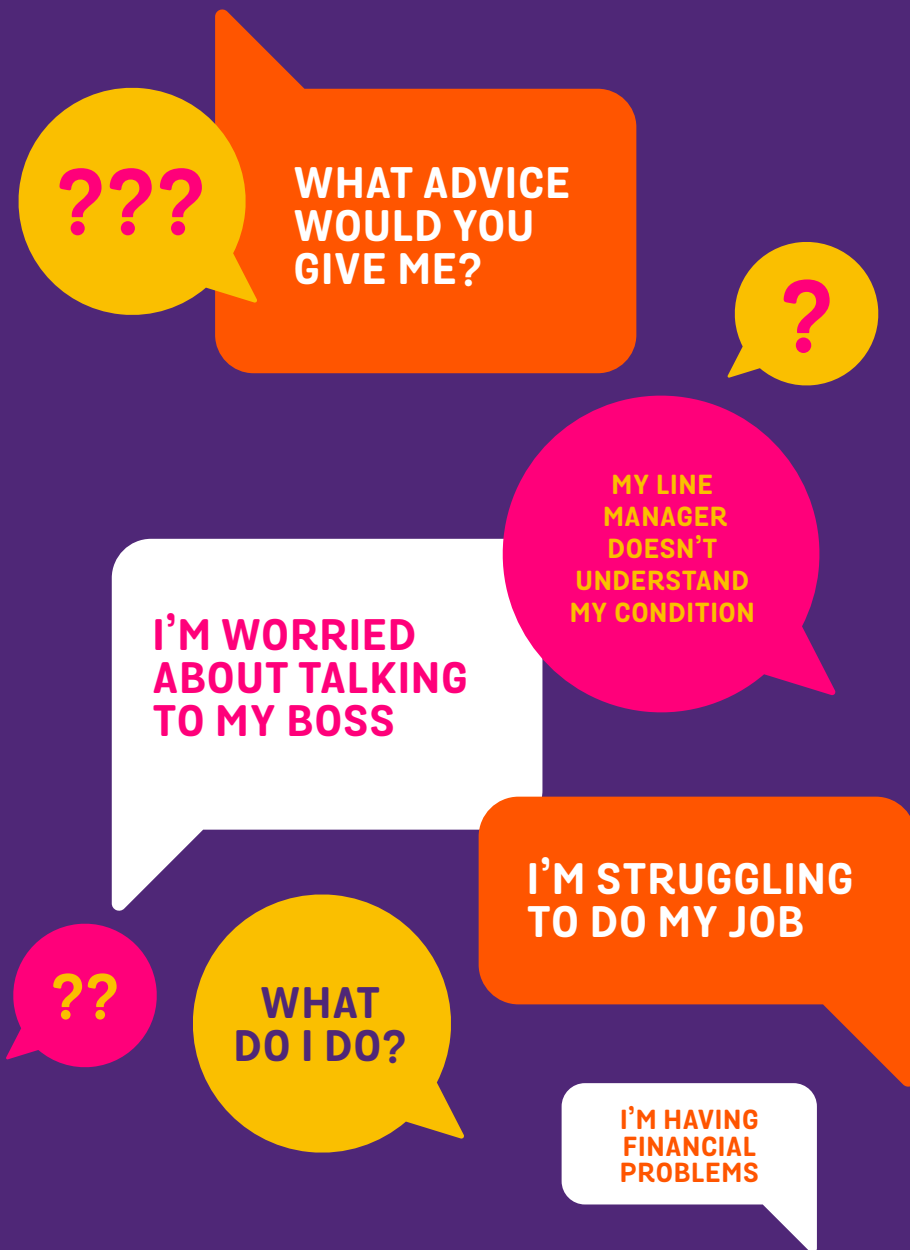 ???
WHAT ADVICE
WOULD YOU
GIVE ME?
?
MY LINE
MANAGER
DOESN'T
UNDERSTAND
MY CONDITION
I'M WORRIED
ABOUT TALKING
TO MY BOSS
I'M STRUGGLING
TO DO MY JOB
??
WHAT
DO I DO?
I'M HAVING
FINANCIAL
PROBLEMS